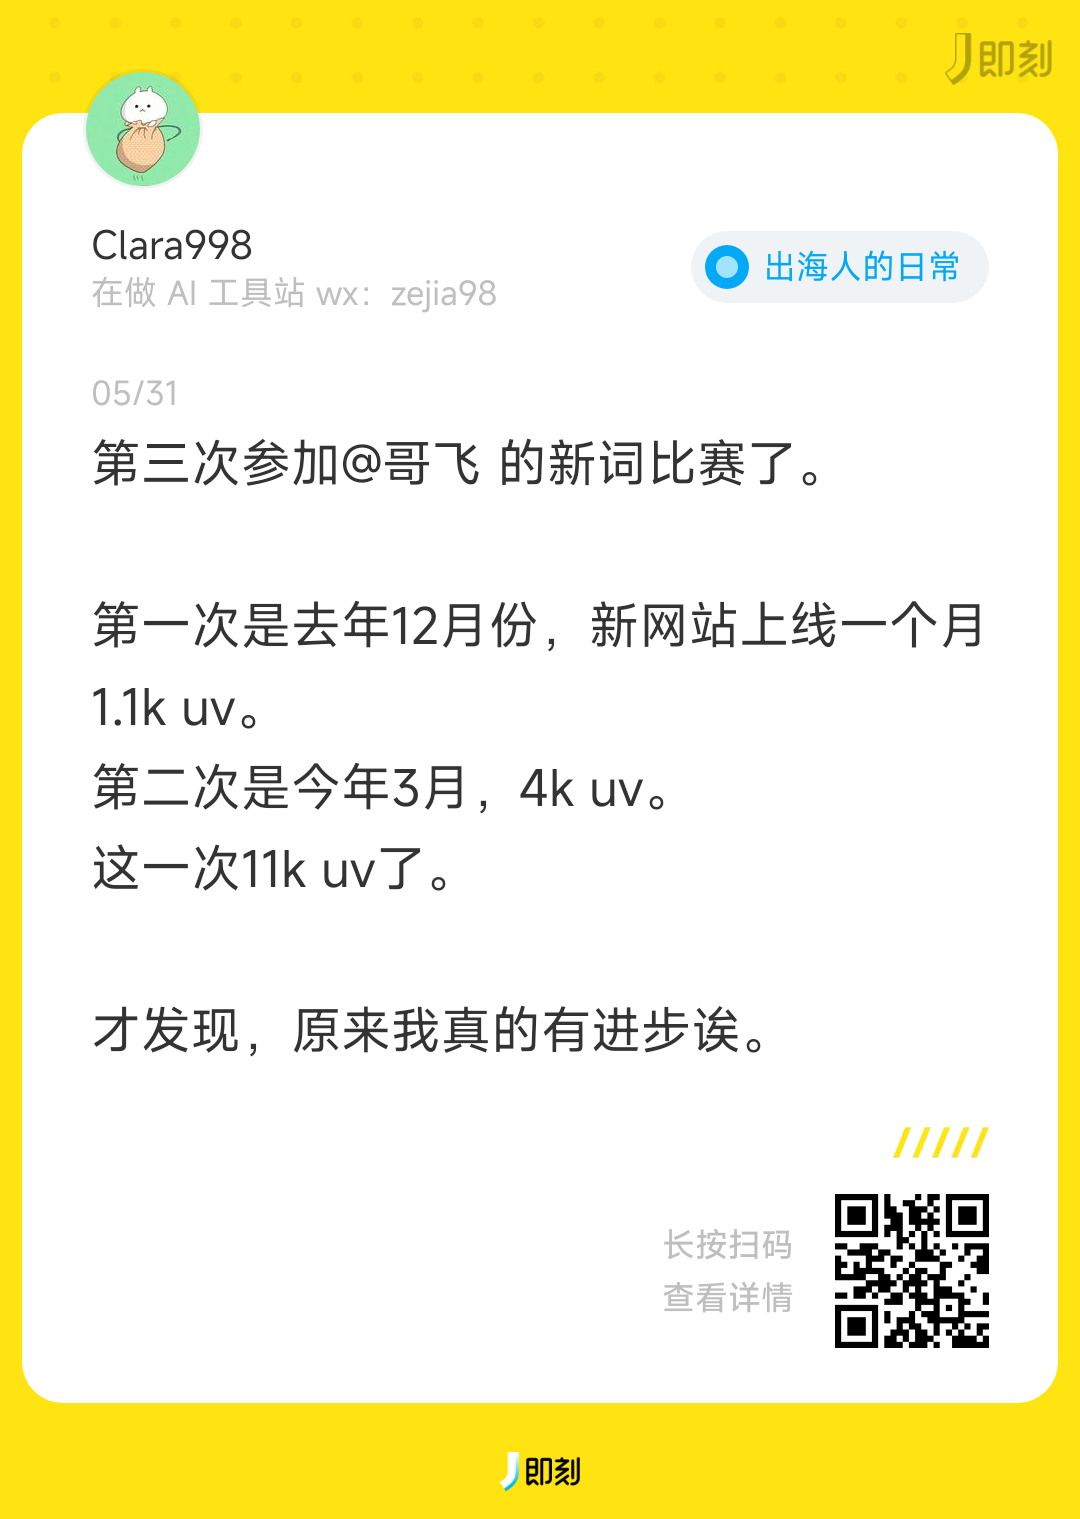 即刻
Clara998
在做 AI 工具站 wx：zejia98
出海人的日常
05/31
第三次参加@哥飞 的新词比赛了。
第一次是去年12月份，新网站上线一个月
1.1k uv。
第二次是今年3月，4k uv。
这一次11k uv了。
才发现，原来我真的有进步诶。
长按扫码
查看详情
即刻